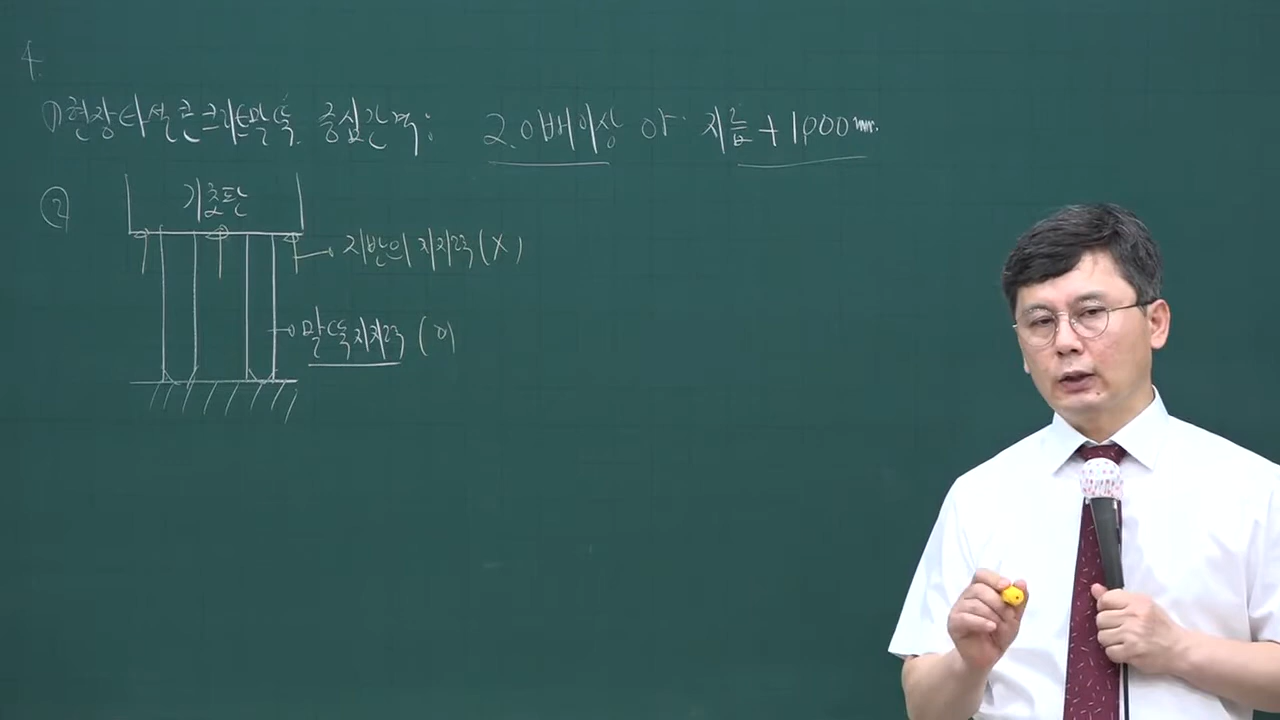 4.
① 현장타설콘크리트말뚝 중심간격: 2.0배이상 or 지름+1000mm.
② 기초판
지반의 지지력(X)
말뚝지지력(O)